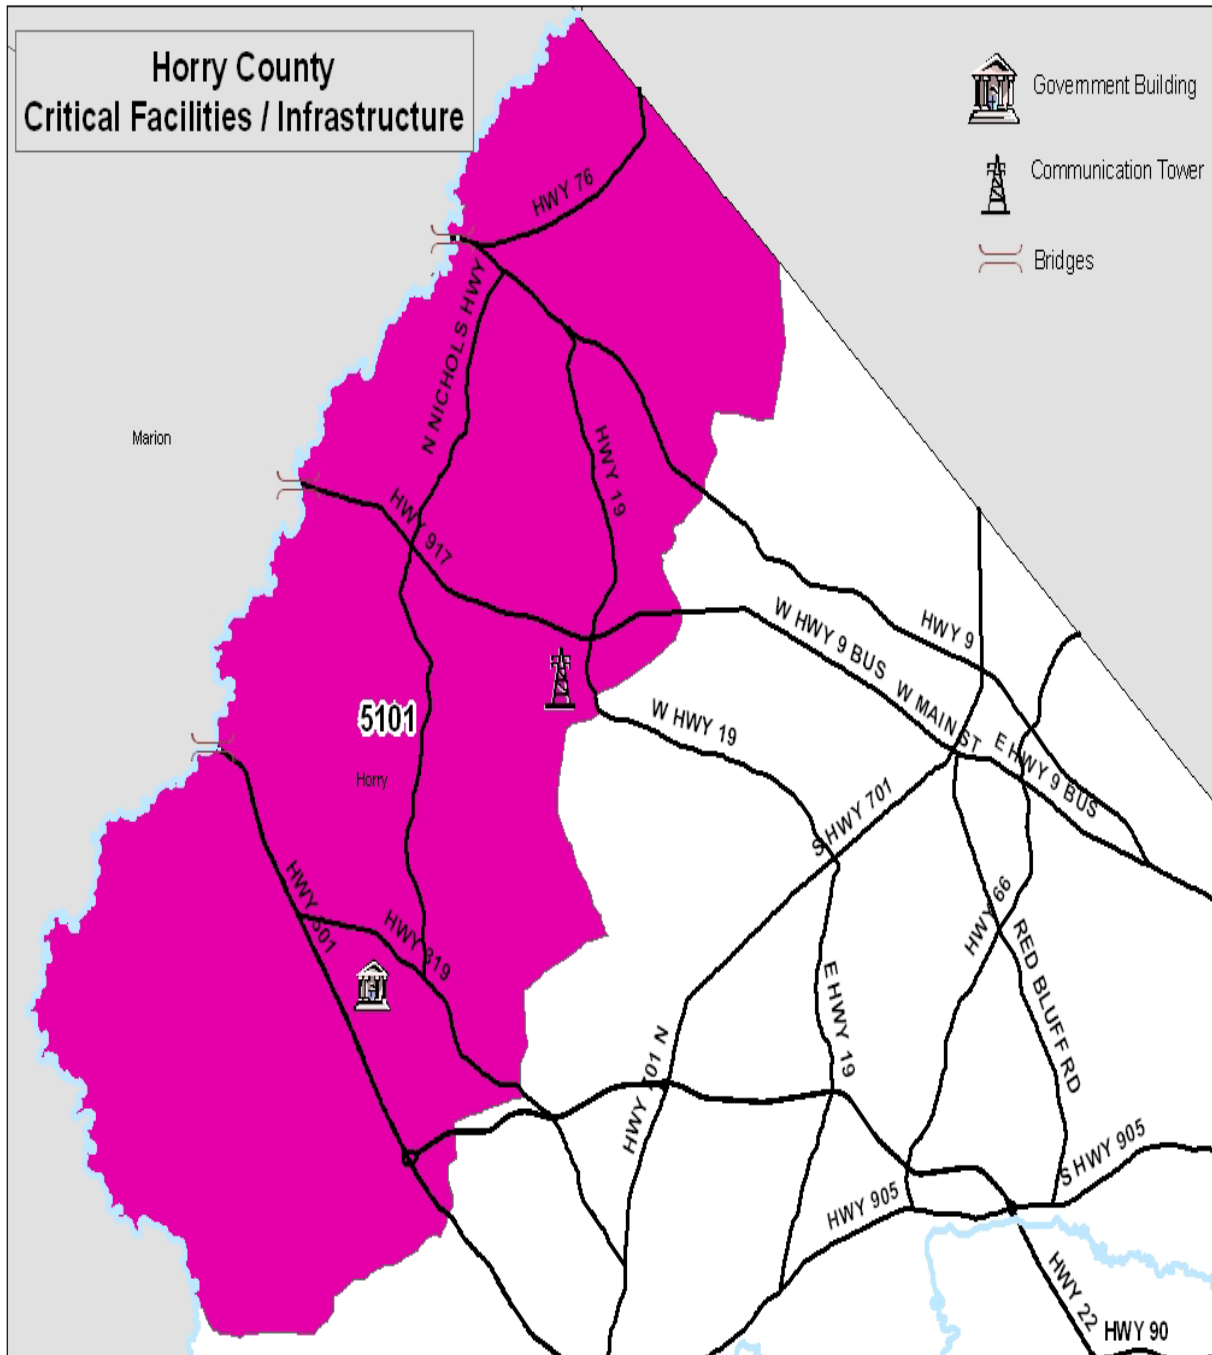 Horry County
Critical Facilities / Infrastructure
Government Building
Communication Tower
Bridges
HWY 76
N NICHOLS HWY
Marion
HWY 19
HWY 917
W HWY 9 BUS
HWY 9
W MAIN ST
E HWY 9 BUS
5101
W HWY 19
Horry
S HWY 701
HWY 501
HWY 319
HWY 66
RED BLUFF RD
E HWY 19
HWY 701 N
S HWY 905
HWY 905
HWY 22
HWY 90